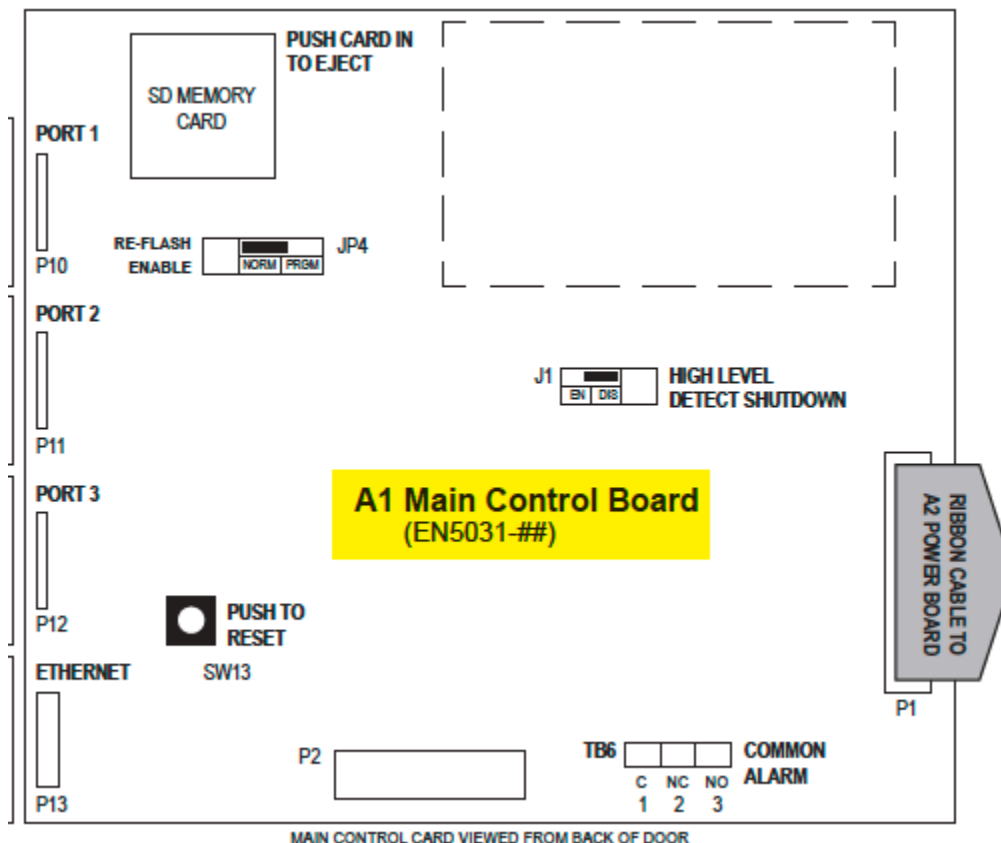 PUSH CARD IN
TO EJECT
SD MEMORY
CARD
PORT 1
P10
RE-FLASH
ENABLE
NORM PRGM
JP4
PORT 2
P11
J1
EN DIS
HIGH LEVEL
DETECT SHUTDOWN
A1 Main Control Board
(EN5031-##)
RIBBON CABLE TO
A2 POWER BOARD
P1
PORT 3
P12
PUSH TO
RESET
SW13
ETHERNET
P13
P2
TB6
C NC NO
1 2 3
COMMON
ALARM
MAIN CONTROL CARD VIEWED FROM BACK OF DOOR